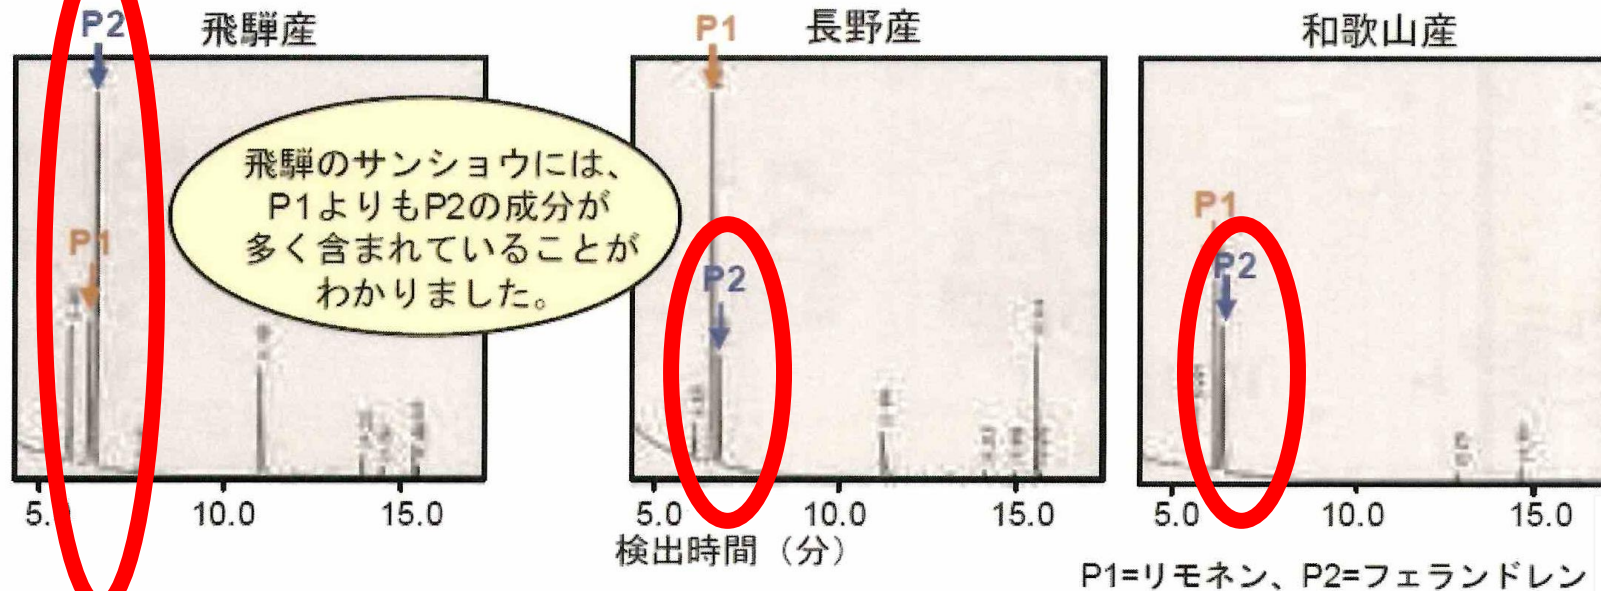 P2
飛騨産
P1
飛騨のサンショウには、
P1よりもP2の成分が
多く含まれていることが
わかりました。
5.
10.0
15.0
P1
長野産
P2
5.0
10.0
15.0
検出時間（分）
和歌山産
P1
P2
5.0
10.0
15.0
P1=リモネン、P2=フェランドレン